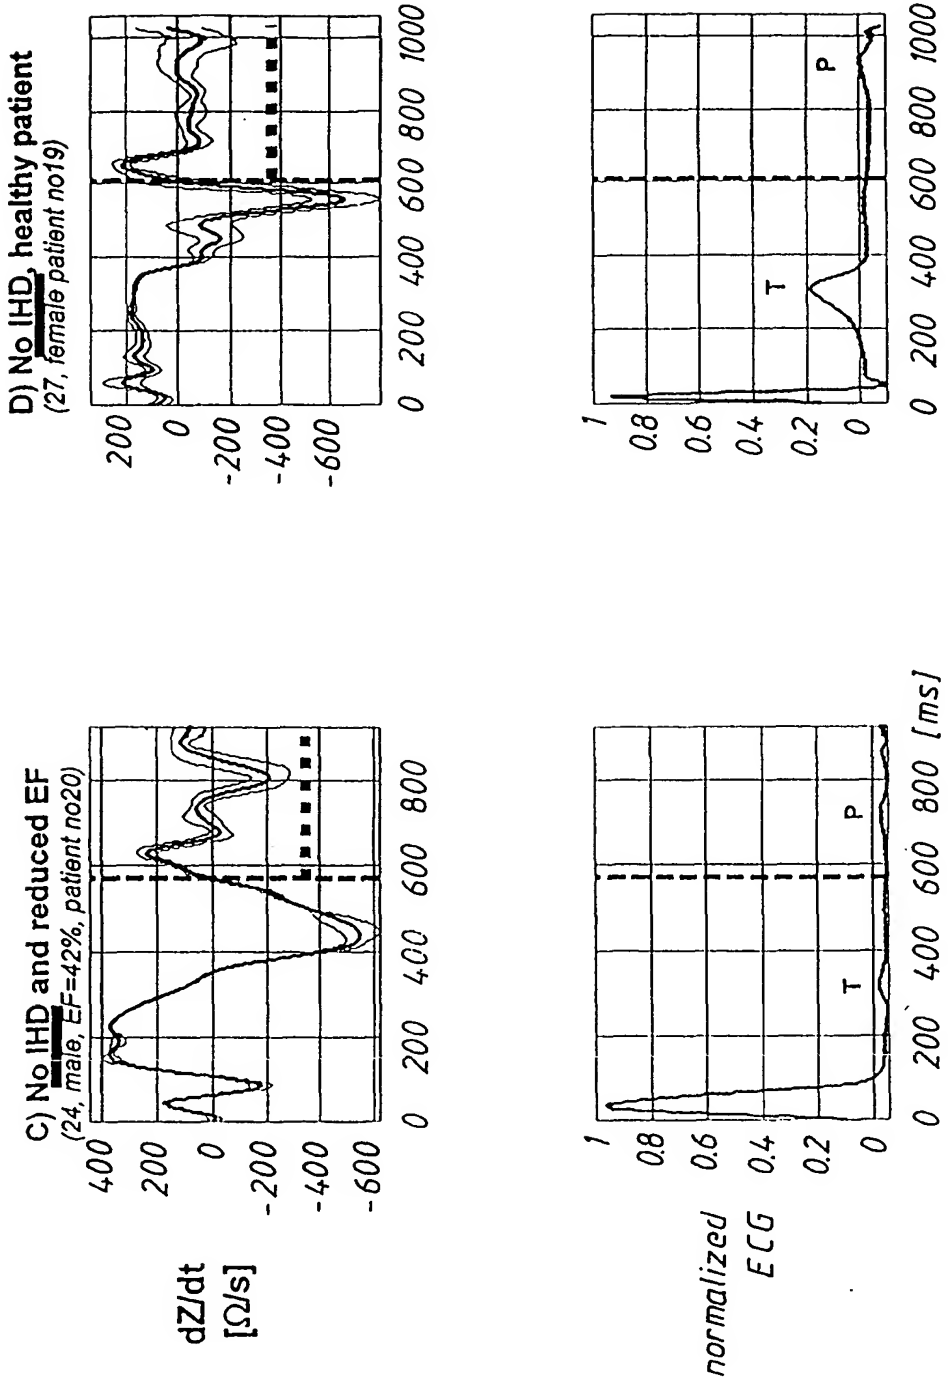 C) No IHD and reduced EF
(24, male, EF=42%, patient no20)
dZ/dt
[Ω/s]
400
200
0
-200
-400
-600
0 200 400 600 800
normalized
ECG
1
0.8
0.6
0.4
0.2
0
T P
0 200 400 600 800 [ms]
D) No IHD, healthy patient
(27, female patient no19)
200
0
-200
-400
-600
0 200 400 600 800 1000
1
0.8
0.6
0.4
0.2
0
T P
0 200 400 600 800 1000